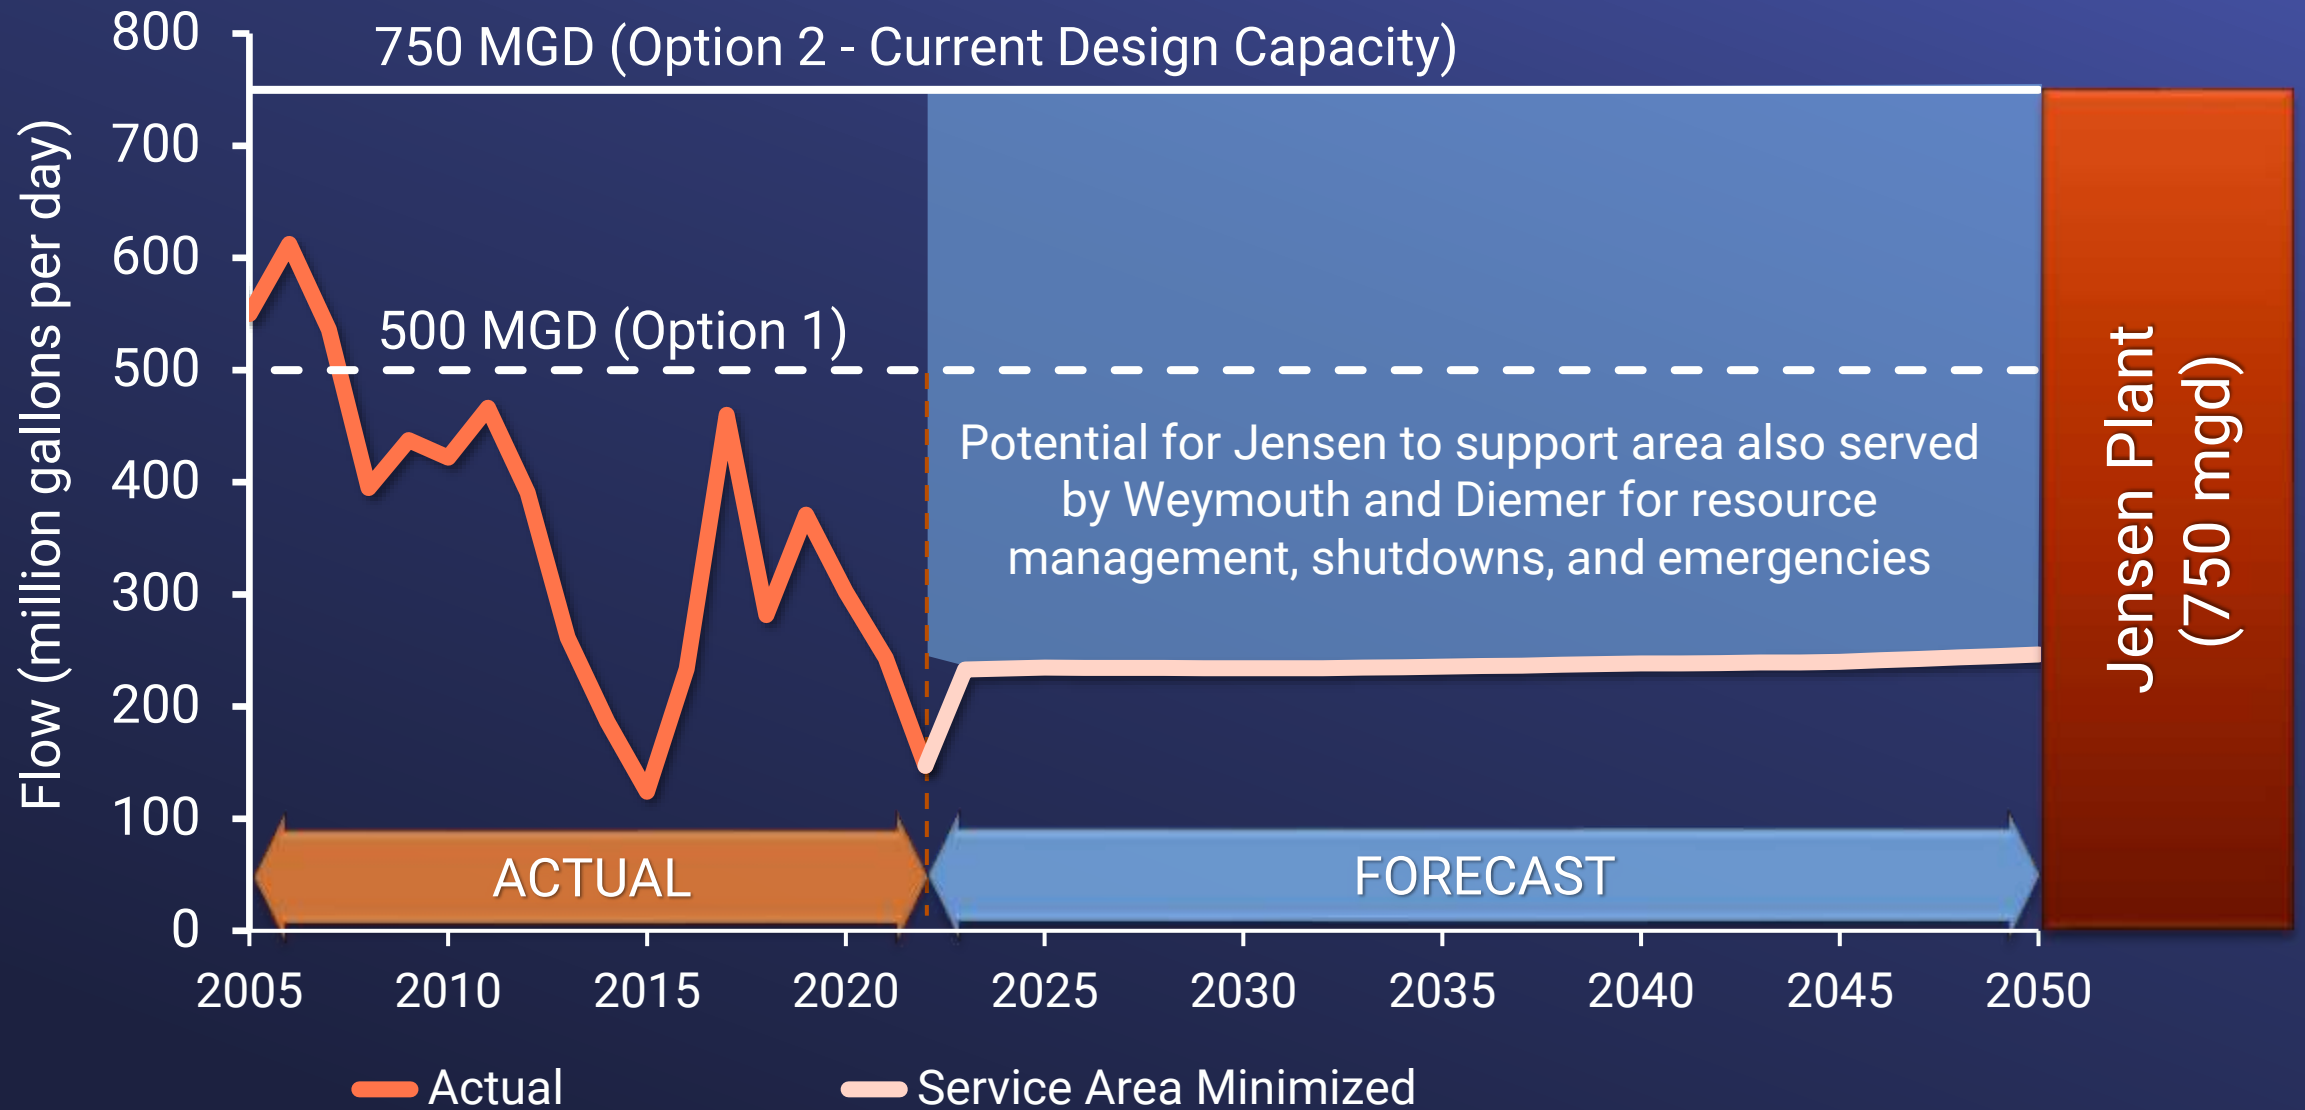 800
750 MGD (Option 2 - Current Design Capacity)
700
600
500 MGD (Option 1)
500
400
300
200
100
0
Flow (million gallons per day)
Potential for Jensen to support area also served
by Weymouth and Diemer for resource
management, shutdowns, and emergencies
Jensen Plant
(750 mgd)
ACTUAL
FORECAST
2005 2010 2015 2020 2025 2030 2035 2040 2045 2050
Actual
Service Area Minimized